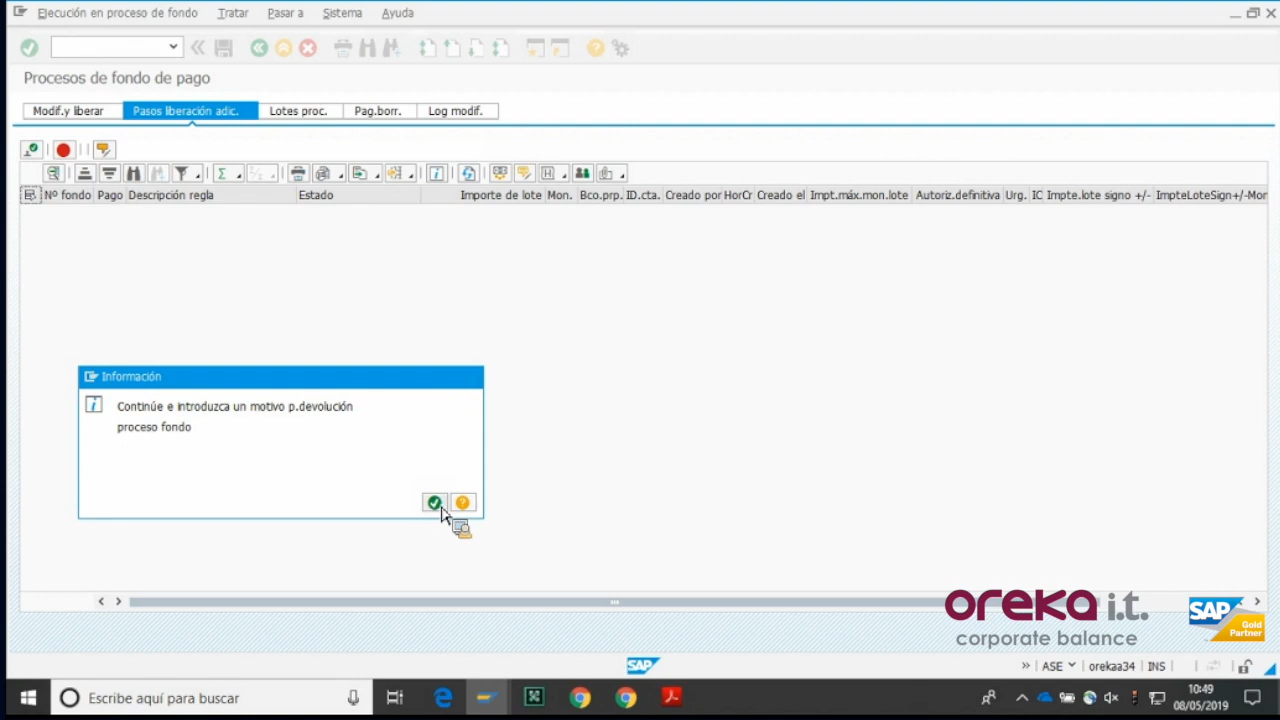 Ejecución en proceso de fondo Tratar Pasar a Sistema Ayuda
Procesos de fondo de pago
Modif.y liberar Pasos liberación adic. Lotes proc. Pag.borr. Log modif.
Nº fondo Pago Descripción regla Estado Importe de lote Mon. Bco.prp. ID.cta. Creado por HorCr Creado el Impt.máx.mon.lote Autoriz.definitiva Urg. IC Impte.lote signo +/- ImpteLoteSign+/-Mor
Información
Continúe e introduzca un motivo p.devolución
proceso fondo
oreka i.t.
corporate balance
SAP
Gold
Partner
SAP
ASE orekaa34 INS
Escribe aquí para buscar
10:49
08/05/2019